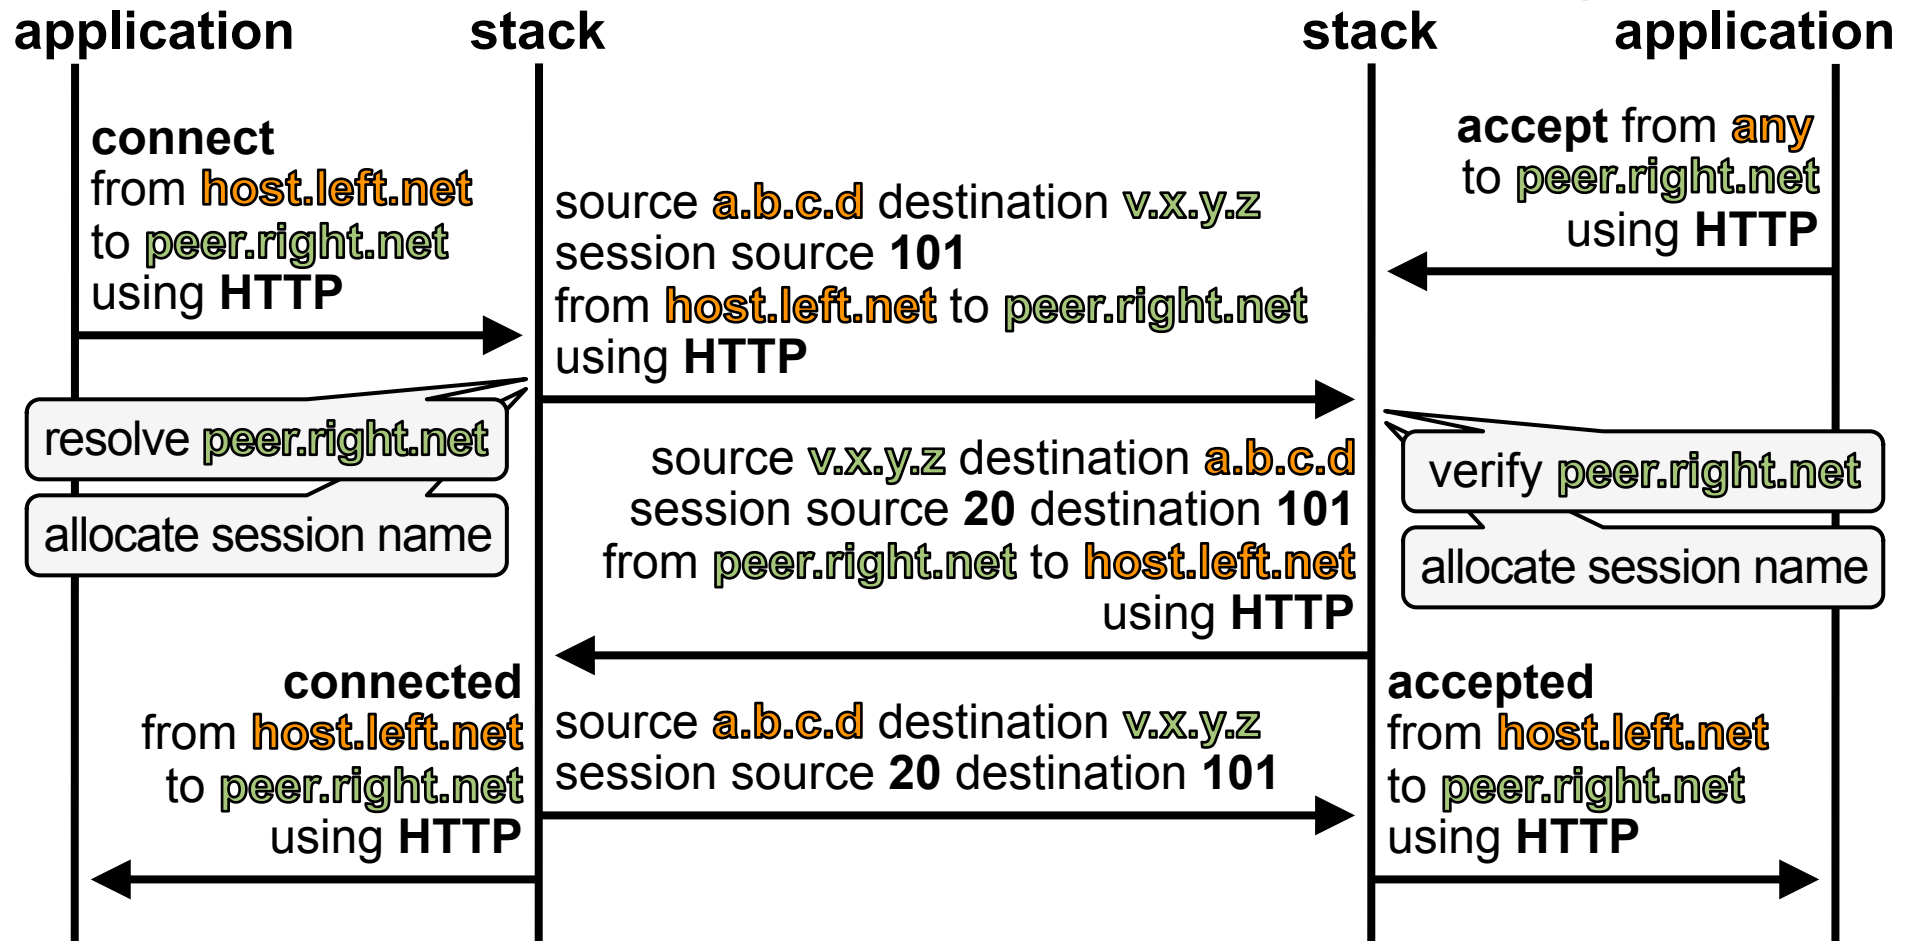 application
stack
stack
application
connect
from host.left.net
to peer.right.net
using HTTP
accept from any
to peer.right.net
using HTTP
source a.b.c.d destination v.x.y.z
session source 101
from host.left.net to peer.right.net
using HTTP
resolve peer.right.net
allocate session name
source v.x.y.z destination a.b.c.d
session source 20 destination 101
from peer.right.net to host.left.net
using HTTP
verify peer.right.net
allocate session name
connected
from host.left.net
to peer.right.net
using HTTP
source a.b.c.d destination v.x.y.z
session source 20 destination 101
accepted
from host.left.net
to peer.right.net
using HTTP